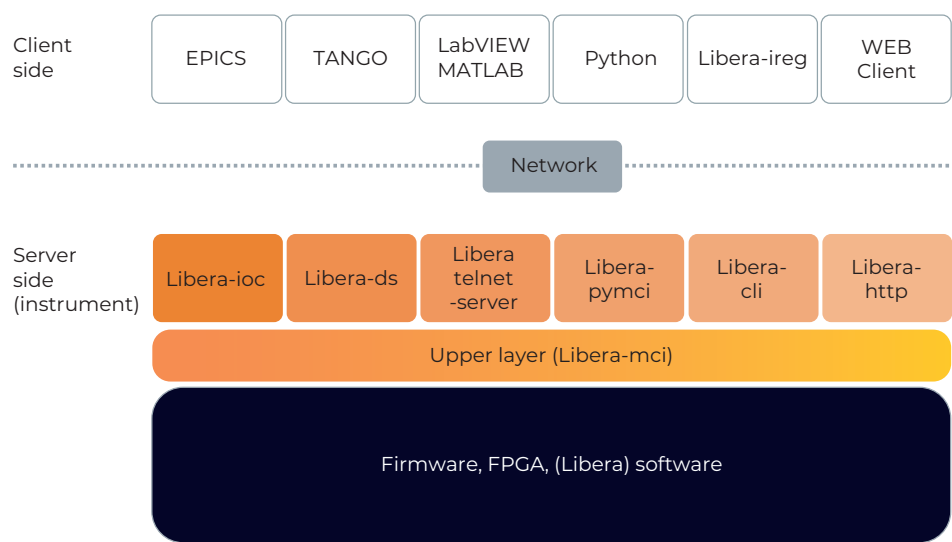 Client
side
EPICS
TANGO
LabVIEW
MATLAB
Python
Libera-ireg
WEB
Client
Network
Server
side
(instrument)
Libera-ioc
Libera-ds
Libera
telnet
-server
Libera-
pymci
Libera-
cli
Libera-
http
Upper layer (Libera-mci)
Firmware, FPGA, (Libera) software